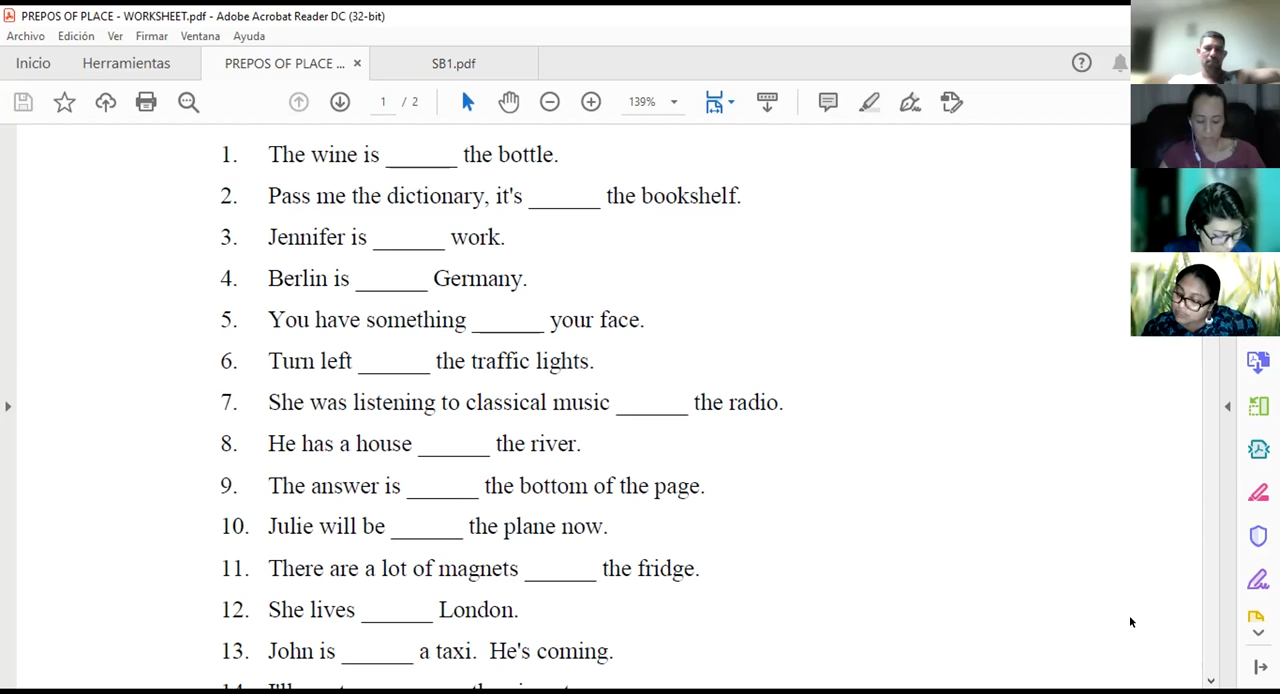 PREPOS OF PLACE - WORKSHEET.pdf - Adobe Acrobat Reader DC (32-bit)
Archivo Edición Ver Firmar Ventana Ayuda
Inicio Herramientas PREPOS OF PLACE ... × SB1.pdf
1 / 2 139%
1. The wine is ______ the bottle.
2. Pass me the dictionary, it's ______ the bookshelf.
3. Jennifer is ______ work.
4. Berlin is ______ Germany.
5. You have something ______ your face.
6. Turn left ______ the traffic lights.
7. She was listening to classical music ______ the radio.
8. He has a house ______ the river.
9. The answer is ______ the bottom of the page.
10. Julie will be ______ the plane now.
11. There are a lot of magnets ______ the fridge.
12. She lives ______ London.
13. John is ______ a taxi. He's coming.